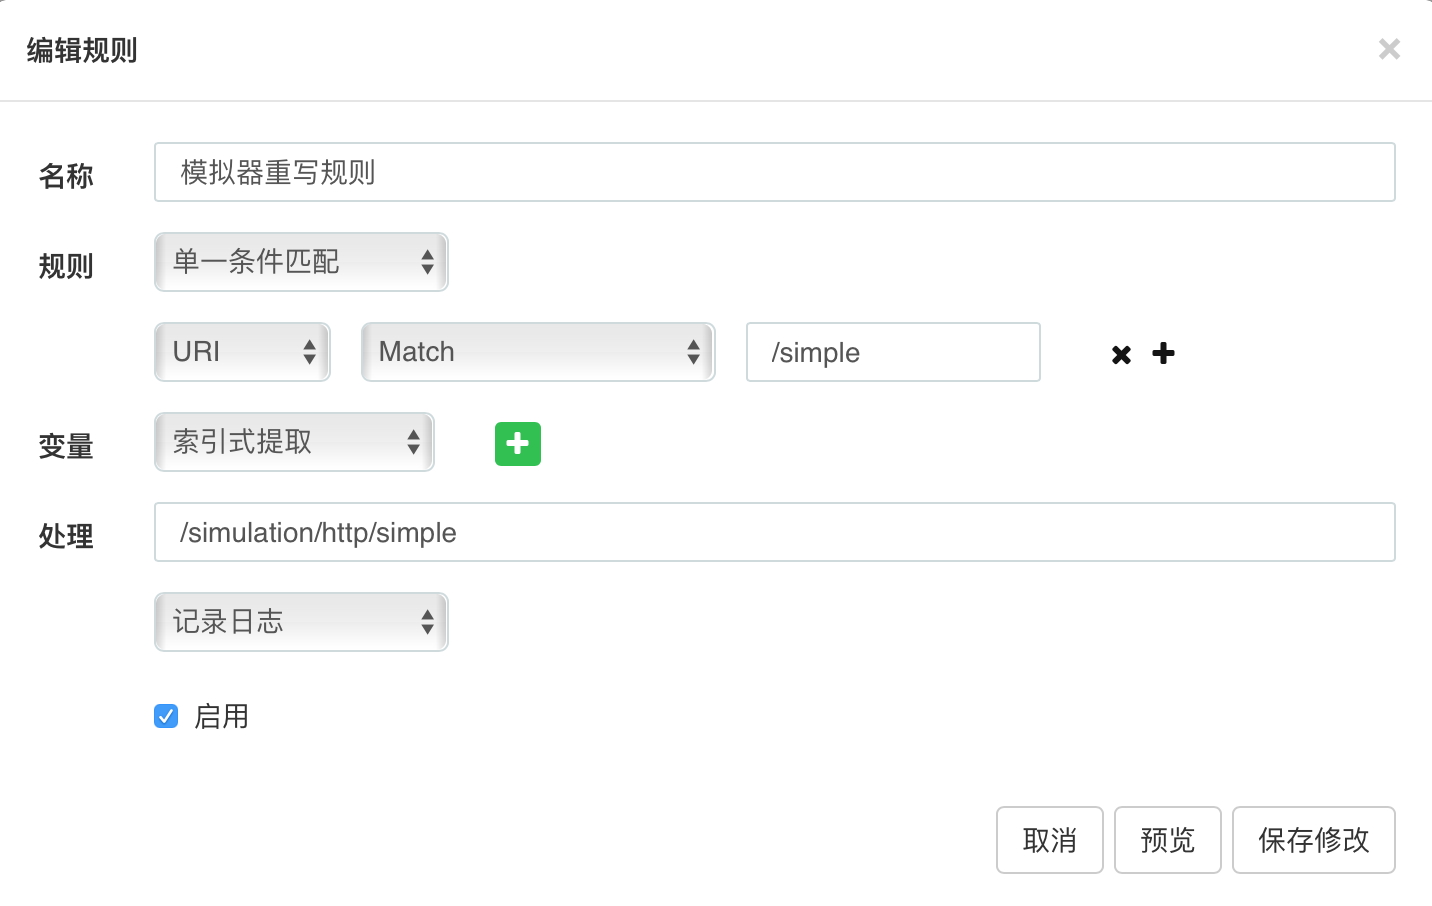 编辑规则
名称 模拟器重写规则
规则 单一条件匹配
URI Match /simple
变量 索引式提取
处理 /simulation/http/simple
记录日志
启用
取消 预览 保存修改